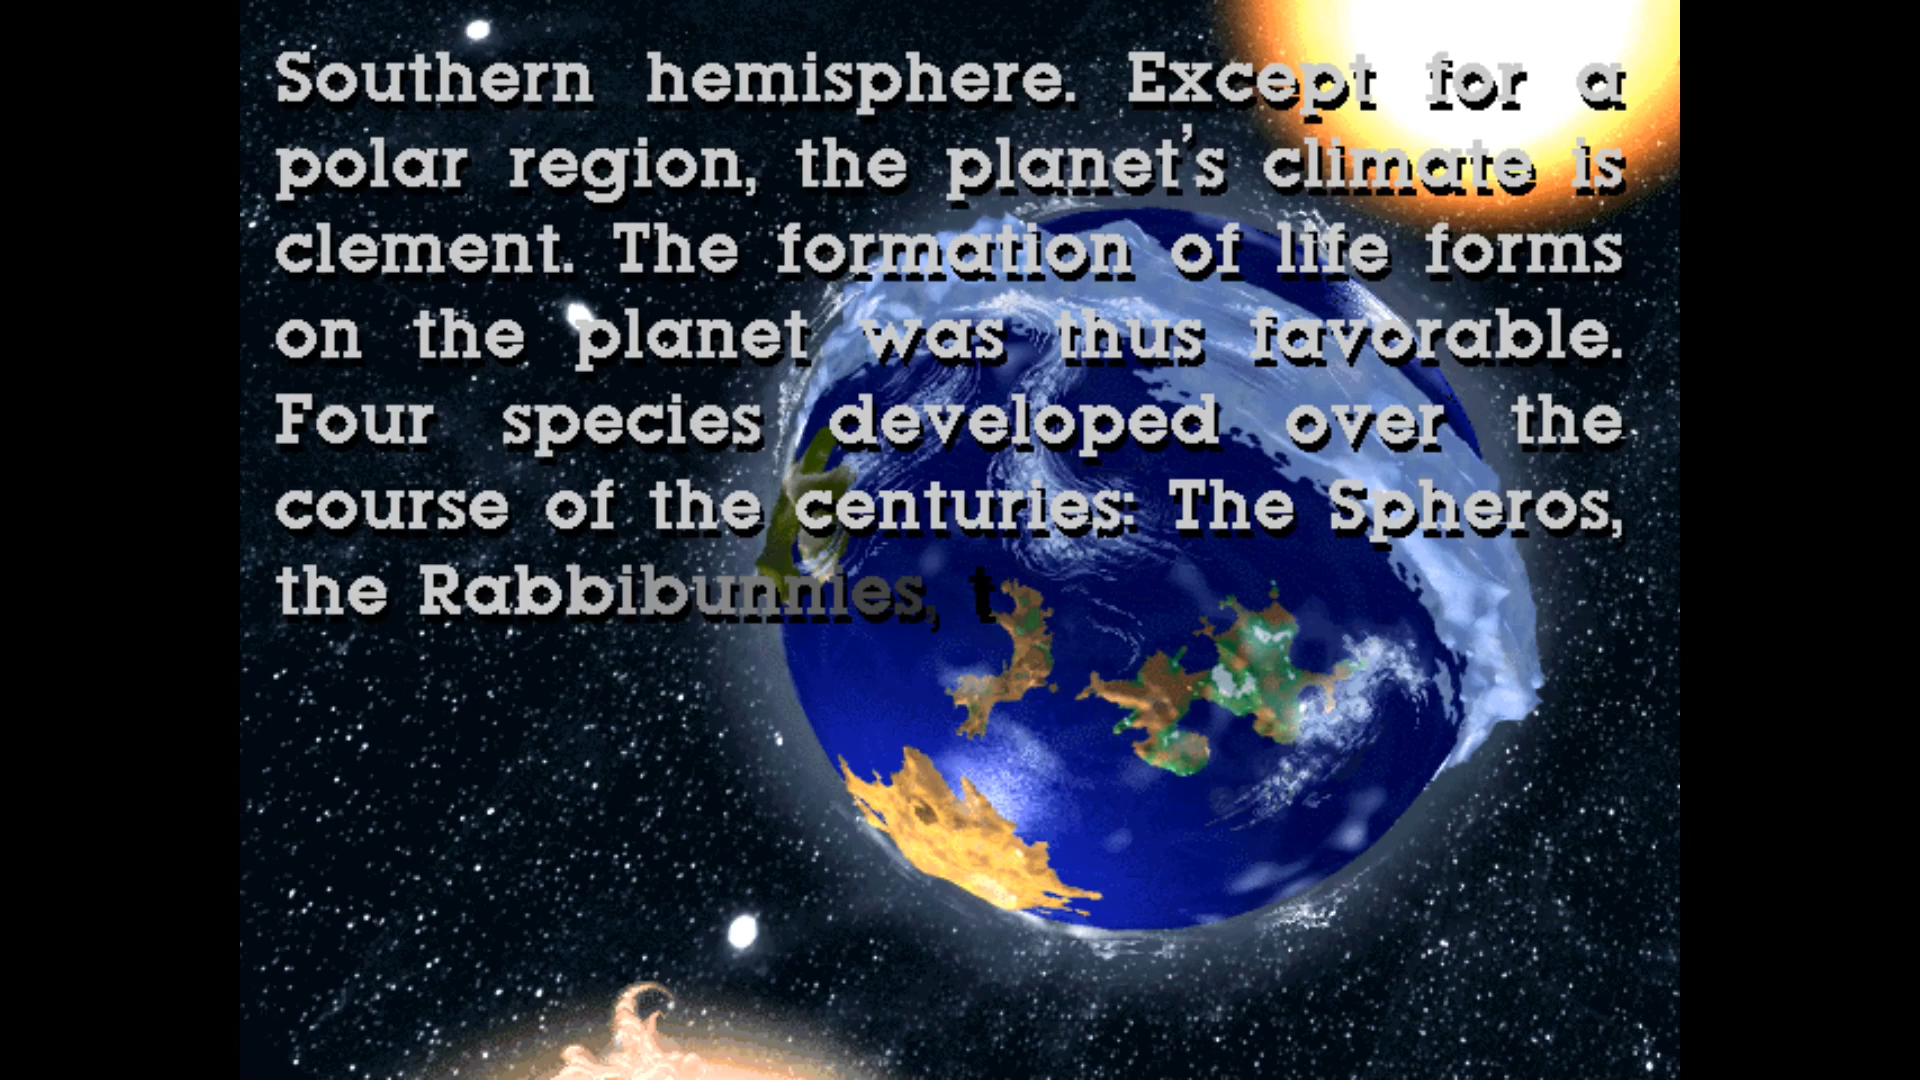 Southern hemisphere. Except for a
polar region, the planet's climate is
clement. The formation of life forms
on the planet was thus favorable.
Four species developed over the
course of the centuries: The Spheros,
the Rabbibunnies, t